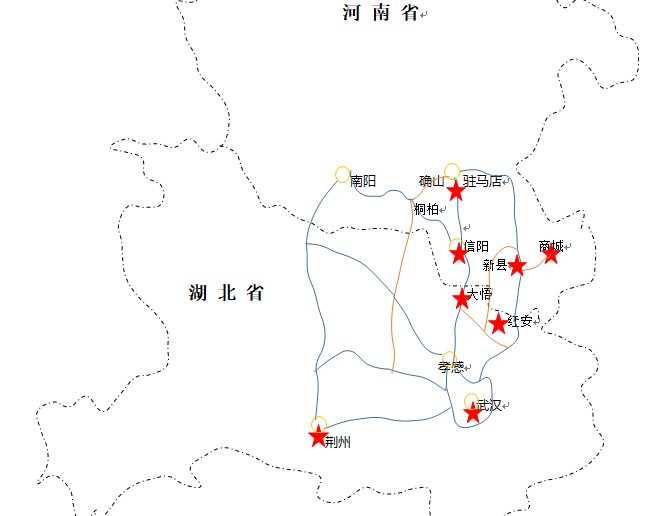 河南省
南阳
确山
驻马店
桐柏
信阳
商城
新县
大悟
湖北省
红安
孝感
武汉
荆州